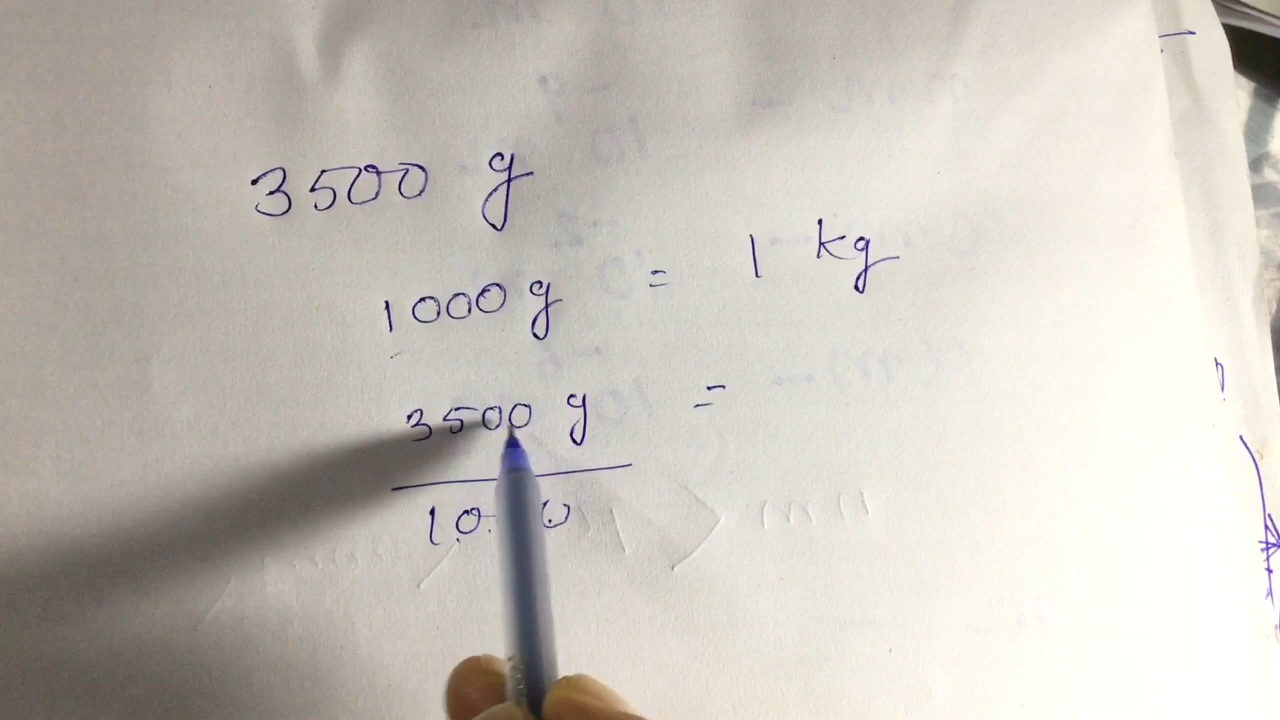 3500 g
1000 g = 1 kg
3500 g =